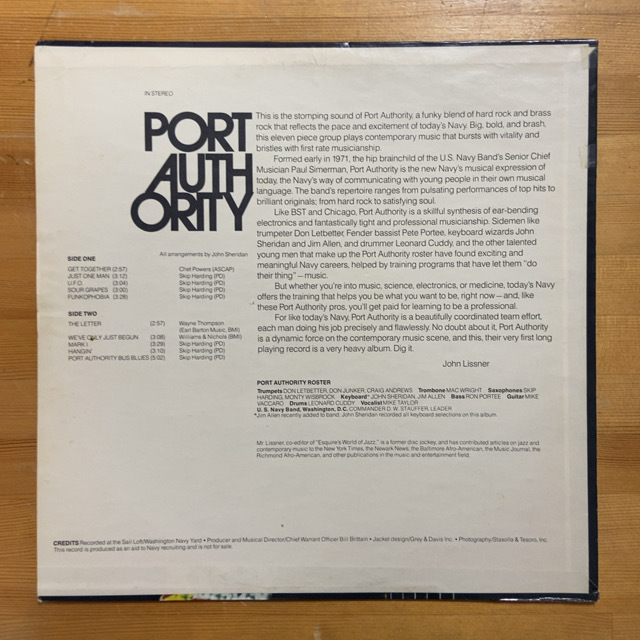 IN STEREO
PORT
AUTH
ORITY
This is the stomping sound of Port Authority, a funky blend of hard rock and brass
rock that reflects the pace and excitement of today's Navy. Big, bold, and brash,
this eleven piece group plays contemporary music that bursts with vitality and
bristles with first rate musicianship.
Formed early in 1971, the hip brainchild of the U.S. Navy Band's Senior Chief
Musician Paul Simerman, Port Authority is the new Navy's musical expression of
today, the Navy's way of communicating with young people in their own musical
language. The band's repertoire ranges from pulsating performances of top hits to
brilliant originals; from hard rock to satisfying soul.
Like BST and Chicago, Port Authority is a skillful synthesis of ear-bending
electronics and fantastically tight and professional musicianship. Sidemen like
trumpeter Don Letbetter, Fender bassist Pete Portee, keyboard wizards John
Sheridan and Jim Allen, and drummer Leonard Cuddy, and the other talented
young men that make up the Port Authority roster have found exciting and
meaningful Navy careers, helped by training programs that have let them "do
their thing"—music.
But whether you're into music, science, electronics, or medicine, today's Navy
offers the training that helps you be what you want to be, right now—and, like
these Port Authority pros, you'll get paid for learning to be a professional.
For like today's Navy, Port Authority is a beautifully coordinated team effort,
each man doing his job precisely and flawlessly. No doubt about it, Port Authority
is a dynamic force on the contemporary music scene, and this, their very first long
playing record is a very heavy album. Dig it.
John Lissner
All arrangements by John Sheridan
SIDE ONE
GET TOGETHER (2:57) Chet Powers (ASCAP)
JUST ONE MAN (3:12) Skip Harding (PD)
U.F.O. (3:04) Skip Harding (PD)
SOUR GRAPES (3:00) Skip Harding (PD)
FUNKOPHOBIA (3:28) Skip Harding (PD)
SIDE TWO
THE LETTER (2:57) Wayne Thompson
(Earl Barton Music, BMI)
WE'VE ONLY JUST BEGUN (3:08) Williams & Nichols (BMI)
MARK I (3:29) Skip Harding (PD)
HANGIN' (3:10) Skip Harding (PD)
PORT AUTHORITY BUS BLUES (5:02) Skip Harding (PD)
PORT AUTHORITY ROSTER
Trumpets DON LETBETTER, DON JUNKER, CRAIG ANDREWS Trombone MAC WRIGHT Saxophones SKIP
HARDING, MONTY WISBROCK Keyboard* JOHN SHERIDAN, JIM ALLEN Bass RON PORTEE Guitar MIKE
VACCARO Drums LEONARD CUDDY Vocalist MIKE TAYLOR
U. S. Navy Band, Washington, D.C. COMMANDER D. W. STAUFFER, LEADER
*Jim Allen recently added to band; John Sheridan recorded all keyboard selections on this album.
Mr. Lissner, co-editor of "Esquire's World of Jazz," is a former disc jockey, and has contributed articles on jazz and
contemporary music to the New York Times, the Newark News, the Baltimore Afro-American, the Music Journal, the
Richmond Afro-American, and other publications in the music and entertainment field.
CREDITS Recorded at the Sail Loft/Washington Navy Yard • Producer and Musical Director/Chief Warrant Officer Bill Brittain • Jacket design/Grey & Davis Inc. • Photography/Stasolla & Tesoro, Inc.
This record is produced as an aid to Navy recruiting and is not for sale.